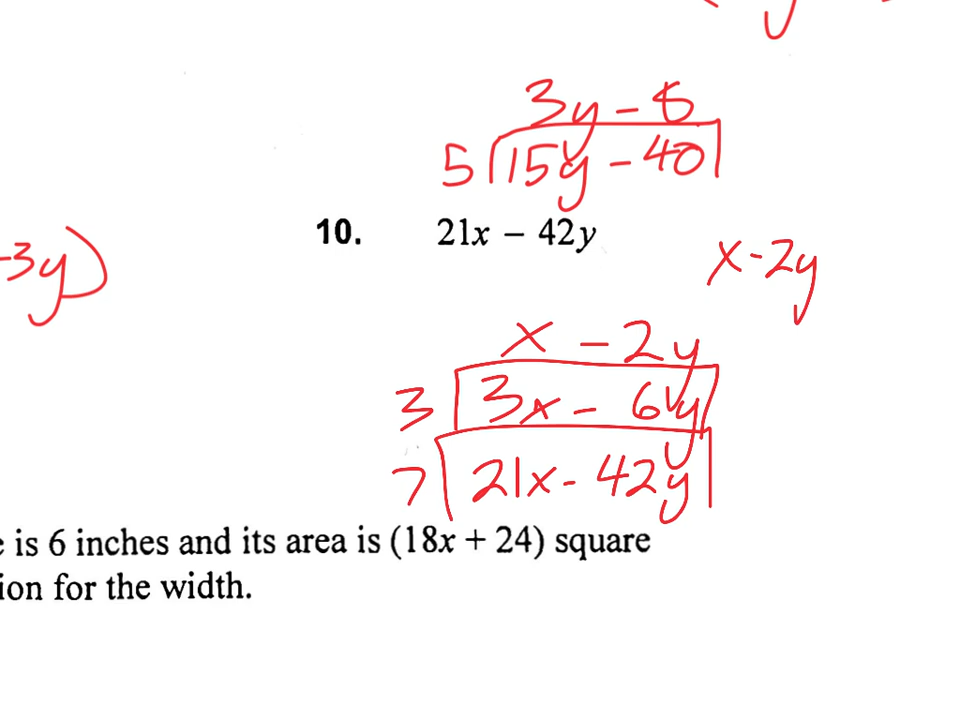 3y - 8
5 15y - 40
10. 21x - 42y
-3y)
x - 2y
x - 2y
3 3x - 6y
7 21x - 42y
is 6 inches and its area is (18x + 24) square
ion for the width.